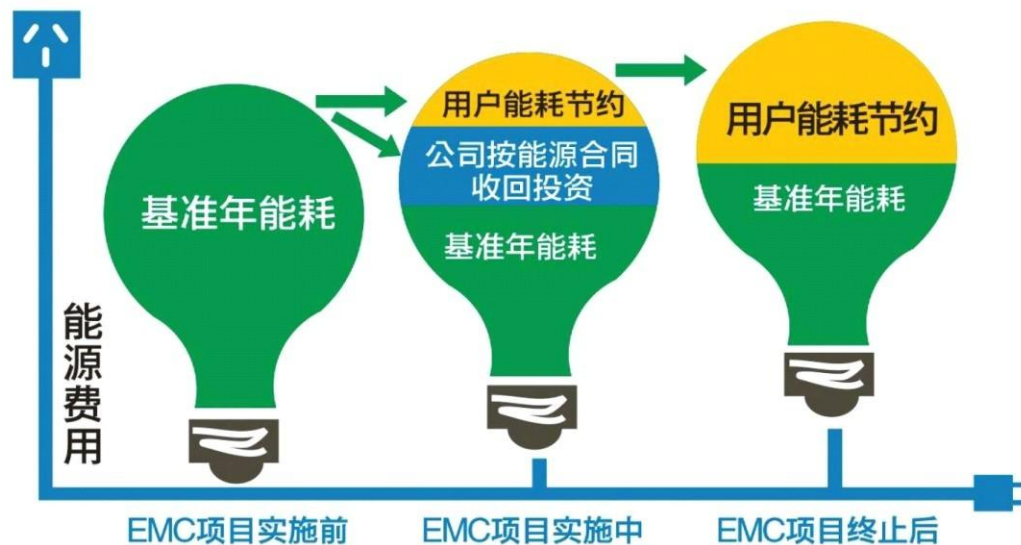 基准年能耗
用户能耗节约
公司按能源合同
收回投资
基准年能耗
用户能耗节约
基准年能耗
能源费用
EMC项目实施前
EMC项目实施中
EMC项目终止后